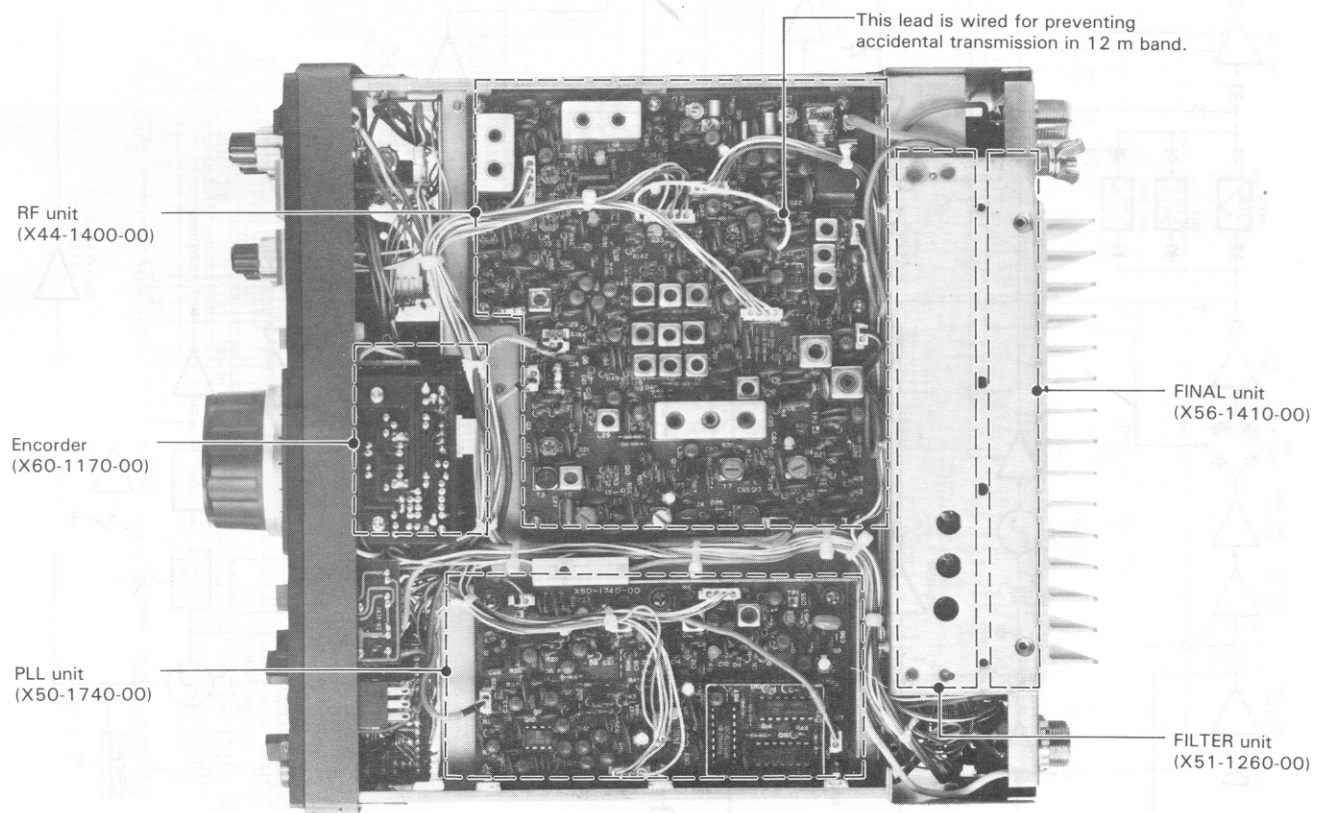 This lead is wired for preventing
accidental transmission in 12 m band.
RF unit
(X44-1400-00)
Encorder
(X60-1170-00)
FINAL unit
(X56-1410-00)
X50-1740-00
PLL unit
(X50-1740-00)
FILTER unit
(X51-1260-00)